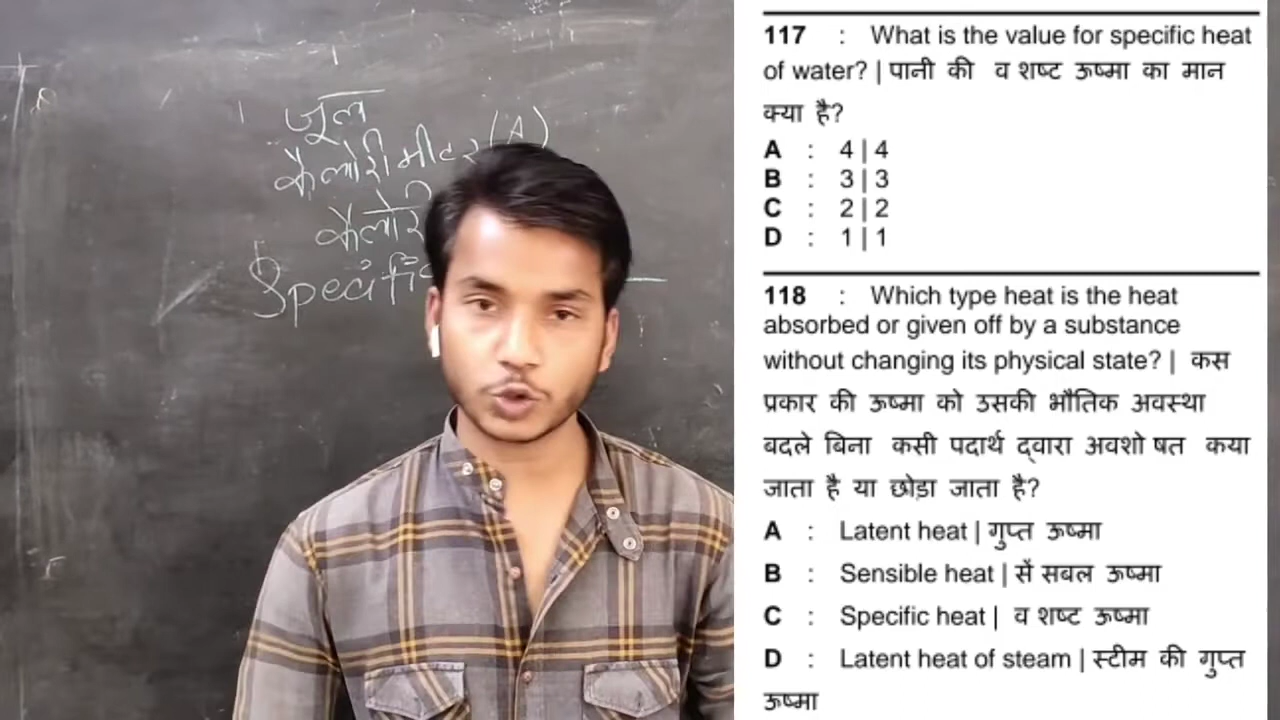 जूल
कैलोरी मीटर (A)
कैलोरी
Specific
117 : What is the value for specific heat
of water? | पानी की व शष्ट ऊष्मा का मान
क्या है?
A : 4 | 4
B : 3 | 3
C : 2 | 2
D : 1 | 1
118 : Which type heat is the heat
absorbed or given off by a substance
without changing its physical state? | कस
प्रकार की ऊष्मा को उसकी भौतिक अवस्था
बदले बिना कसी पदार्थ द्वारा अवशो षत कया
जाता है या छोड़ा जाता है?
A : Latent heat | गुप्त ऊष्मा
B : Sensible heat | सें सबल ऊष्मा
C : Specific heat | व शष्ट ऊष्मा
D : Latent heat of steam | स्टीम की गुप्त
ऊष्मा